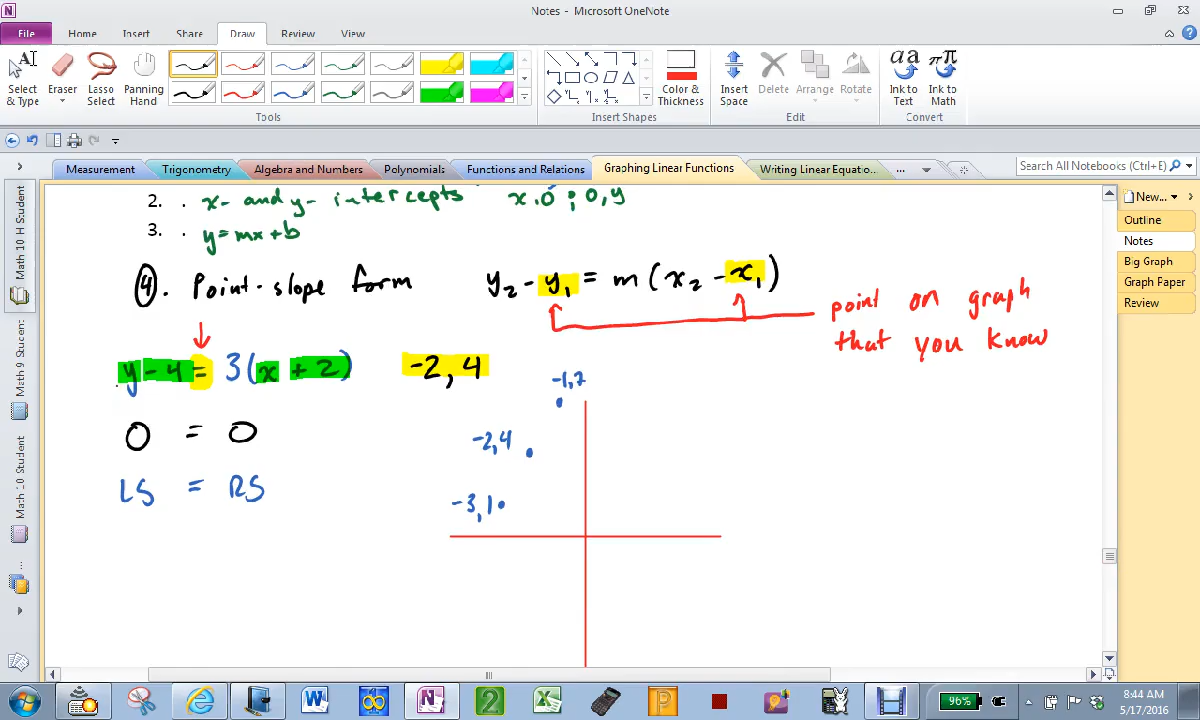 Notes - Microsoft OneNote
File Home Insert Share Draw Review View
Select & Type
Eraser
Lasso Select
Panning Hand
Color & Thickness
Insert Space
Delete
Arrange
Rotate
Ink to Text
Ink to Math
Tools Insert Shapes Edit Convert
Measurement Trigonometry Algebra and Numbers Polynomials Functions and Relations Graphing Linear Functions Writing Linear Equatio... ...
Search All Notebooks (Ctrl+E)
New...
Outline
Notes
Big Graph
Graph Paper
Review
Math 10 H Student
Math 9 Student
Math 10 Student
2. . x- and y- intercepts x,0 ; 0,y
3. . y=mx+b
4. Point-slope form y₂ - y₁ = m(x₂ - x₁)
point on graph
that you know
y-4 = 3(x+2) -2,4
-1,7
0 = 0
-2,4
LS = RS
-3,1
96%
8:44 AM
5/17/2016